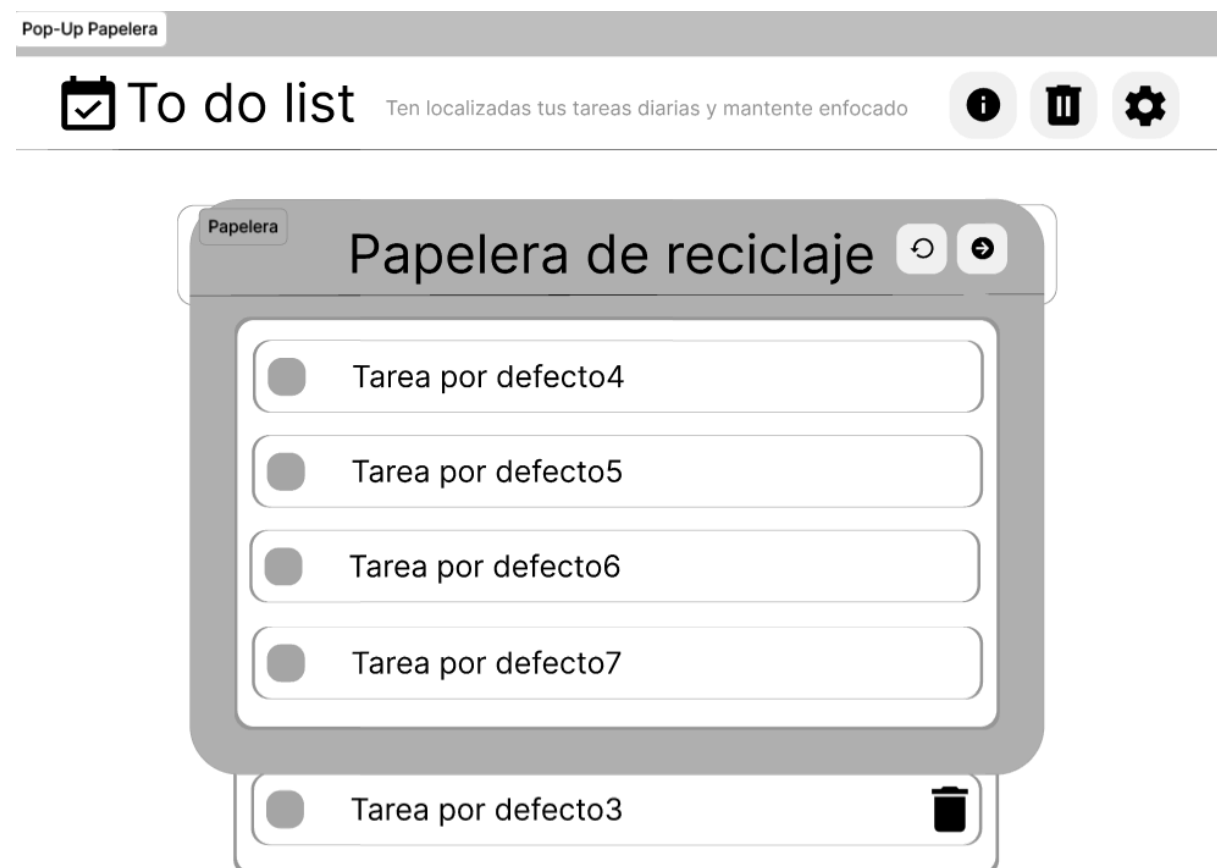 Pop-Up Papelera
To do list
Ten localizadas tus tareas diarias y mantente enfocado
Papelera
Papelera de reciclaje
Tarea por defecto4
Tarea por defecto5
Tarea por defecto6
Tarea por defecto7
Tarea por defecto3